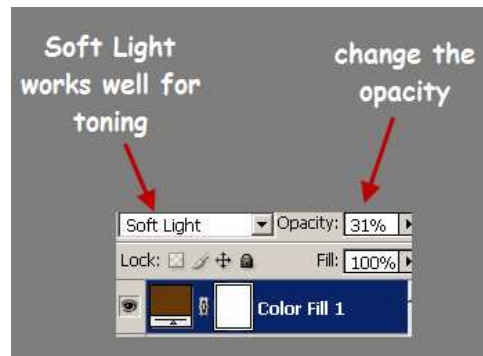 Soft Light
works well for
toning
change the
opacity
Soft Light Opacity: 31%
Lock: Fill: 100%
Color Fill 1